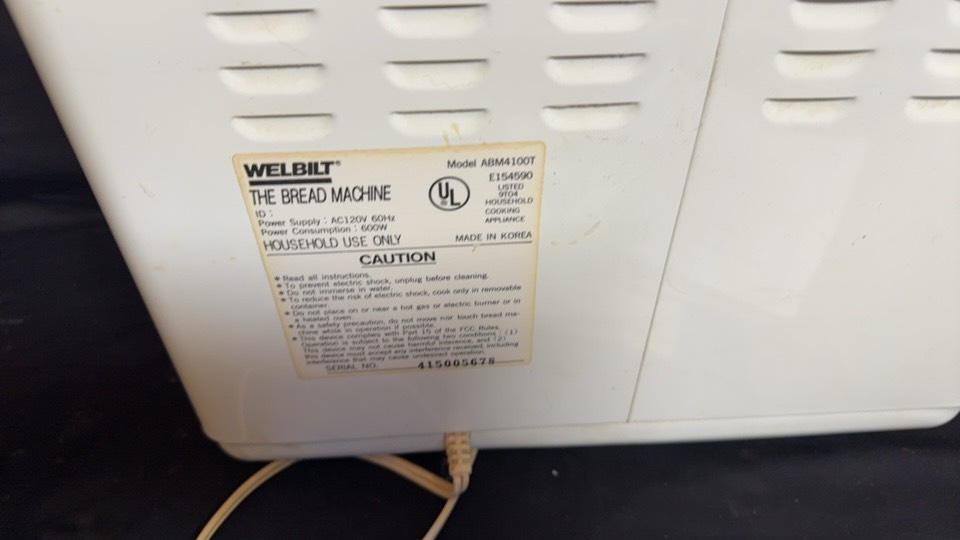 WELBILT®
Model ABM4100T
THE BREAD MACHINE
UL
®
E154590
LISTED
9T04
HOUSEHOLD
COOKING
APPLIANCE
ID :
Power Supply : AC120V 60Hz
Power Consumption : 600W
HOUSEHOLD USE ONLY
MADE IN KOREA
CAUTION
* Read all instructions.
* To prevent electric shock, unplug before cleaning.
* Do not immerse in water.
* To reduce the risk of electric shock, cook only in removable
container.
* Do not place on or near a hot gas or electric burner or in
a heated oven.
* As a safety precaution, do not move nor touch bread ma-
chine while in operation if possible.
* This device complies with Part 15 of the FCC Rules.
Operation is subject to the following two conditions : (1)
This device may not cause harmful inference, and (2)
this device must accept any interference received, including
interference that may cause undesired operation.
SERIAL NO. 415005678